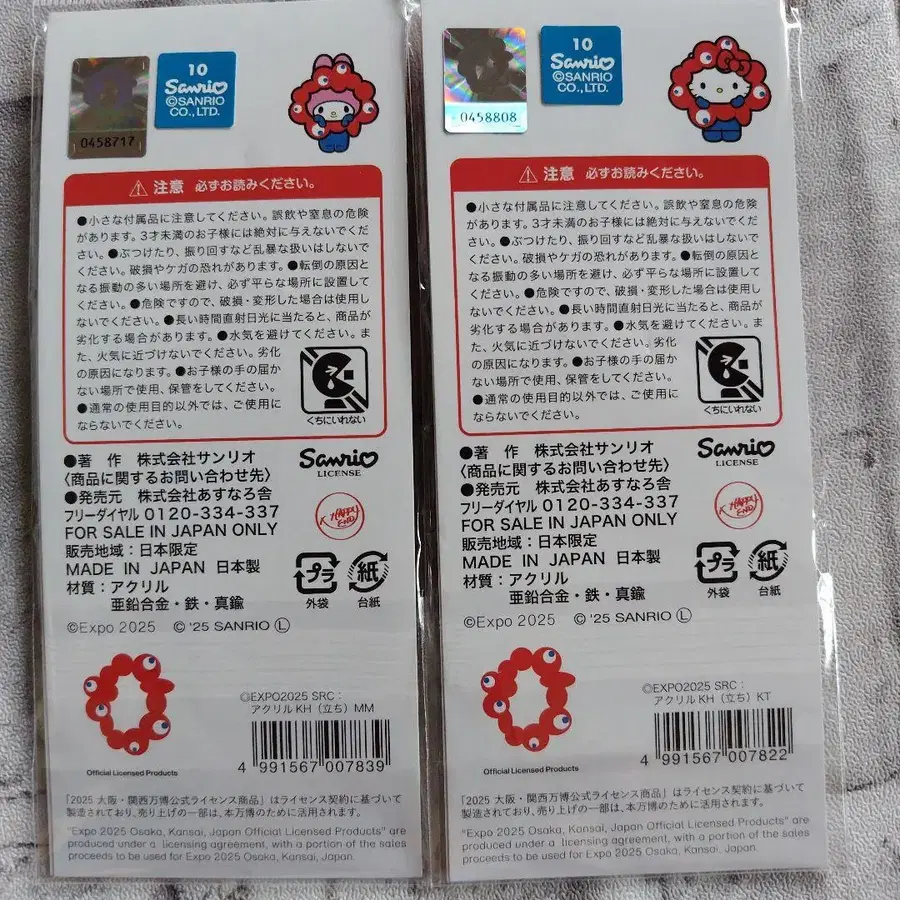 0458717
10
Sanrio
©SANRIO
CO., LTD.
注意 必ずお読みください。
●小さな付属品に注意してください。誤飲や窒息の危険
があります。3才未満のお子様には絶対に与えないでくだ
さい。●ぶつけたり、振り回すなど乱暴な扱いはしないで
ください。破損やケガの恐れがあります。●転倒の原因と
なる振動の多い場所を避け、必ず平らな場所に設置して
ください。●危険ですので、破損・変形した場合は使用し
ないでください。●長い時間直射日光に当たると、商品が
劣化する場合があります。●水気を避けてください。ま
た、火気に近づけないでください。劣化
の原因になります。●お子様の手の届か
ない場所で使用、保管をしてください。
●通常の使用目的以外では、ご使用に
ならないでください。
くちにいれない
●著 作 株式会社サンリオ
〈商品に関するお問い合わせ先〉
●発売元 株式会社あすなろ舎
フリーダイヤル 0120-334-337
FOR SALE IN JAPAN ONLY
販売地域:日本限定
MADE IN JAPAN 日本製
材質:アクリル
亜鉛合金・鉄・真鍮
Sanrio
LICENSE
HAPPY
END
プラ
外袋
紙
台紙
©Expo 2025 © '25 SANRIO Ⓛ
Official Licensed Products
©EXPO2025 SRC:
アクリルKH(立ち)MM
4 991567 007839
「2025 大阪・関西万博公式ライセンス商品」はライセンス契約に基づいて
製造されており、売り上げの一部は、本万博のために活用されます。
"Expo 2025 Osaka, Kansai, Japan Official Licensed Products" are
produced under a licensing agreement, with a portion of the sales
proceeds to be used for Expo 2025 Osaka, Kansai, Japan.
0458808
10
Sanrio
©SANRIO
CO., LTD.
注意 必ずお読みください。
●小さな付属品に注意してください。誤飲や窒息の危険
があります。3才未満のお子様には絶対に与えないでくだ
さい。●ぶつけたり、振り回すなど乱暴な扱いはしないで
ください。破損やケガの恐れがあります。●転倒の原因と
なる振動の多い場所を避け、必ず平らな場所に設置して
ください。●危険ですので、破損・変形した場合は使用し
ないでください。●長い時間直射日光に当たると、商品が
劣化する場合があります。●水気を避けてください。ま
た、火気に近づけないでください。劣化
の原因になります。●お子様の手の届か
ない場所で使用、保管をしてください。
●通常の使用目的以外では、ご使用に
ならないでください。
くちにいれない
●著 作 株式会社サンリオ
〈商品に関するお問い合わせ先〉
●発売元 株式会社あすなろ舎
フリーダイヤル 0120-334-337
FOR SALE IN JAPAN ONLY
販売地域:日本限定
MADE IN JAPAN 日本製
材質:アクリル
亜鉛合金・鉄・真鍮
Sanrio
LICENSE
HAPPY
END
プラ
外袋
紙
台紙
©Expo 2025 © '25 SANRIO Ⓛ
Official Licensed Products
©EXPO2025 SRC:
アクリルKH(立ち)KT
4 991567 007822
「2025 大阪・関西万博公式ライセンス商品」はライセンス契約に基づいて
製造されており、売り上げの一部は、本万博のために活用されます。
"Expo 2025 Osaka, Kansai, Japan Official Licensed Products" are
produced under a licensing agreement, with a portion of the sales
proceeds to be used for Expo 2025 Osaka, Kansai, Japan.